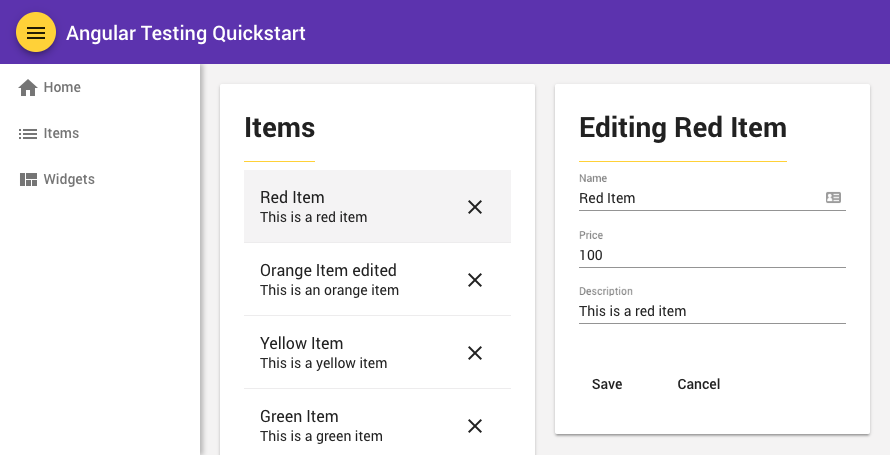 Angular Testing Quickstart
Home
Items
Widgets
Items
Red Item
This is a red item
Orange Item edited
This is an orange item
Yellow Item
This is a yellow item
Green Item
This is a green item
Editing Red Item
Name
Red Item
Price
100
Description
This is a red item
Save
Cancel